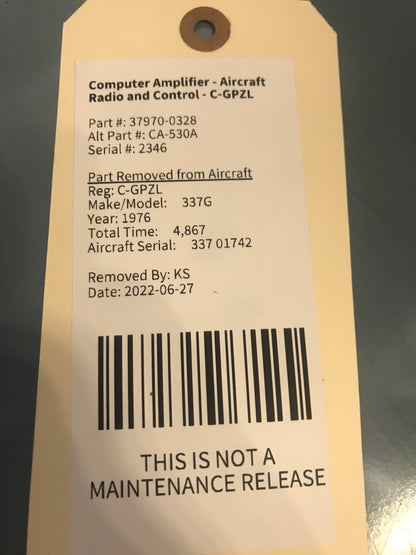 Computer Amplifier - Aircraft
Radio and Control - C-GPZL
Part #: 37970-0328
Alt Part #: CA-530A
Serial #: 2346
Part Removed from Aircraft
Reg: C-GPZL
Make/Model: 337G
Year: 1976
Total Time: 4,867
Aircraft Serial: 337 01742
Removed By: KS
Date: 2022-06-27
THIS IS NOT A
MAINTENANCE RELEASE